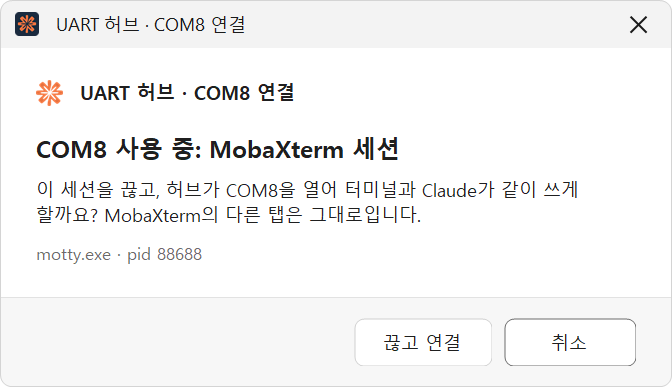 UART 허브 · COM8 연결
UART 허브 · COM8 연결
COM8 사용 중: MobaXterm 세션
이 세션을 끊고, 허브가 COM8을 열어 터미널과 Claude가 같이 쓰게
할까요? MobaXterm의 다른 탭은 그대로입니다.
motty.exe · pid 88688
끊고 연결
취소